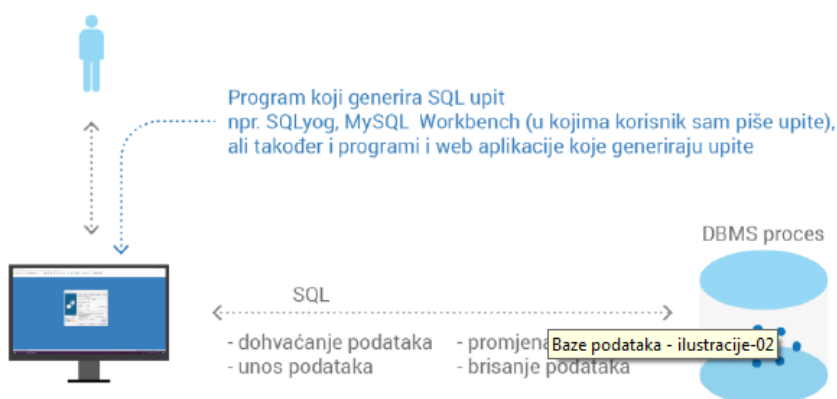 Program koji generira SQL upit
npr. SQLyog, MySQL Workbench (u kojima korisnik sam piše upite),
ali također i programi i web aplikacije koje generiraju upite
DBMS proces
SQL
- dohvaćanje podataka
- unos podataka
- promjena
- brisanje podataka
Baze podataka - ilustracije-02